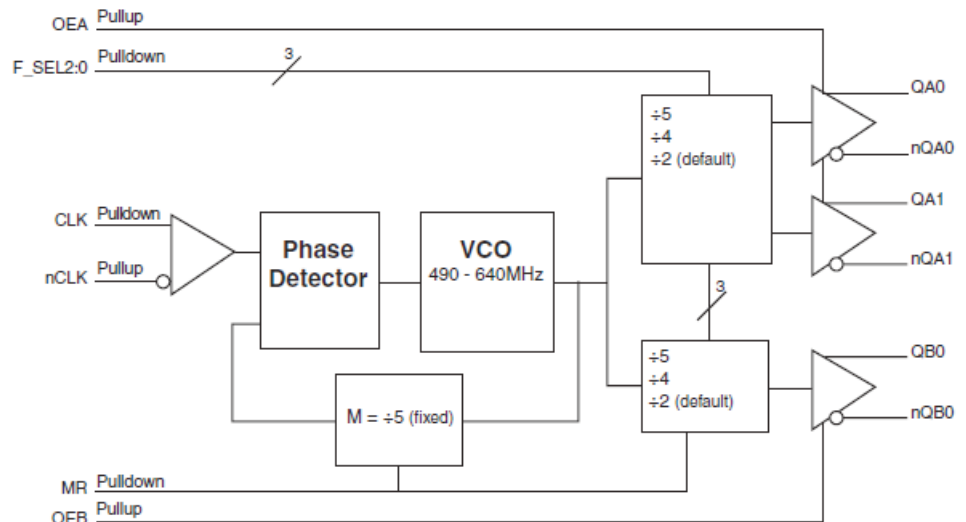 OEA Pullup
F_SEL2:0 Pulldown
3
÷5
÷4
÷2 (default)
QA0
nQA0
QA1
nQA1
CLK Pulldown
nCLK Pullup
Phase
Detector
VCO
490 - 640MHz
3
÷5
÷4
÷2 (default)
QB0
nQB0
M = ÷5 (fixed)
MR Pulldown
OEB Pullup